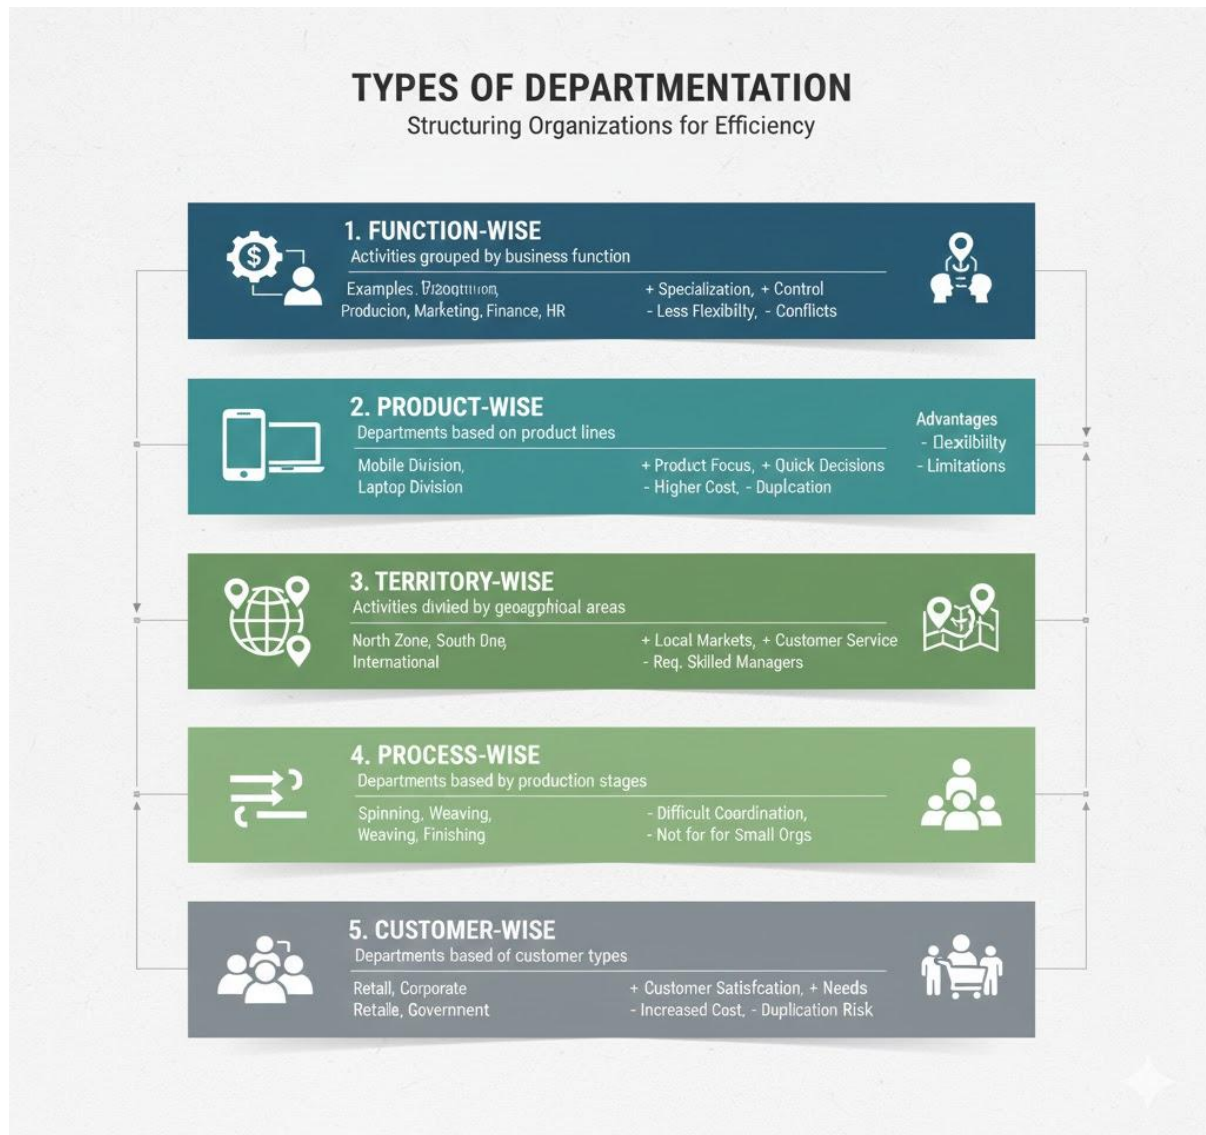 TYPES OF DEPARTMENTATION
Structuring Organizations for Efficiency
1. FUNCTION-WISE
Activities grouped by business function
Examples.
Producion, Marketing, Finance, HR
+ Specialization, + Control
- Less Flexibilty, - Conflicts
2. PRODUCT-WISE
Departments based on product lines
Mobile Division,
Laptop Division
+ Product Focus, + Quick Decisions
- Higher Cost, - Duplcation
Advantages
- Limitations
3. TERRITORY-WISE
Activities divied by areas
North Zone, South Dne,
International
+ Local Markets, + Customer Service
- Req. Skilled Managers
4. PROCESS-WISE
Departments based by production stages
Spinning, Weaving,
Weaving, Finishing
- Difficult Coordination,
- Not for for Small Orgs
5. CUSTOMER-WISE
Departments based of customer types
Retall, Corporate
Retaile, Government
+ Customer Satisfcation, + Needs
- Increased Cost, - Duplication Risk